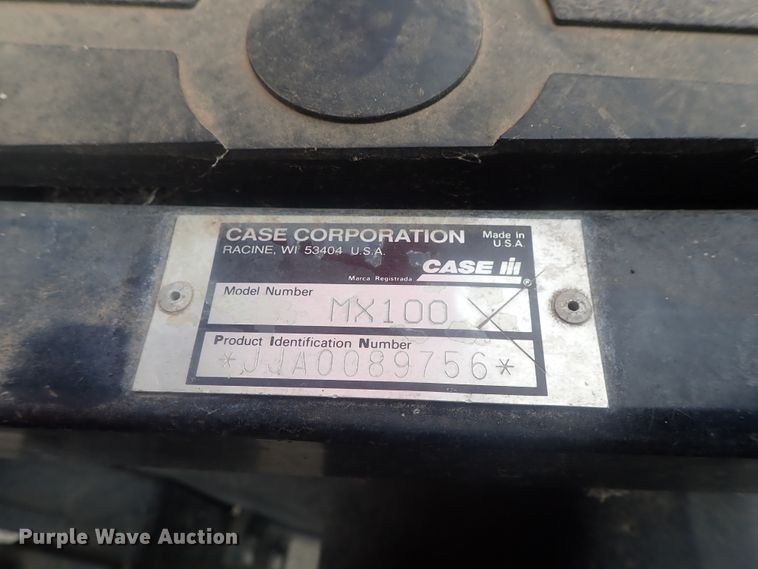 CASE CORPORATION
RACINE, WI 53404 U.S.A.
Made in
U.S.A.
Marca Registrada
CASE IH ®
Model Number
MX100
Product Identification Number
*JJA0089756*
Purple Wave Auction